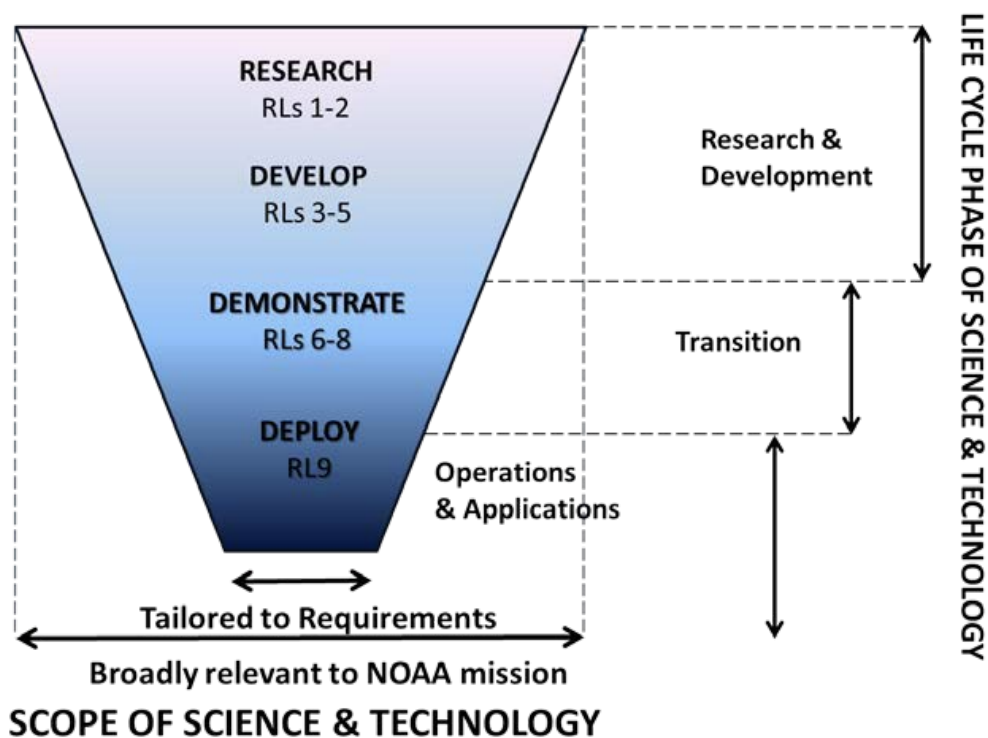 RESEARCH
RLs 1-2
DEVELOP
RLs 3-5
DEMONSTRATE
RLs 6-8
DEPLOY
RL9
Research &
Development
Transition
Operations
& Applications
LIFE CYCLE PHASE OF SCIENCE & TECHNOLOGY
Tailored to Requirements
Broadly relevant to NOAA mission
SCOPE OF SCIENCE & TECHNOLOGY